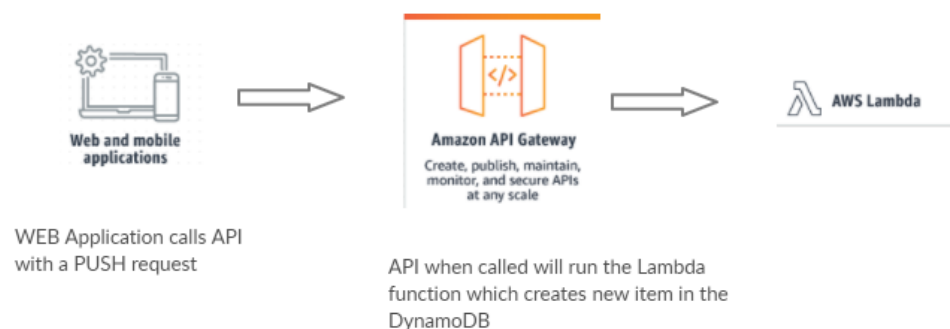 Web and mobile
applications
</>
Amazon API Gateway
Create, publish, maintain,
monitor, and secure APIs
at any scale
AWS Lambda
WEB Application calls API
with a PUSH request
API when called will run the Lambda
function which creates new item in the
DynamoDB